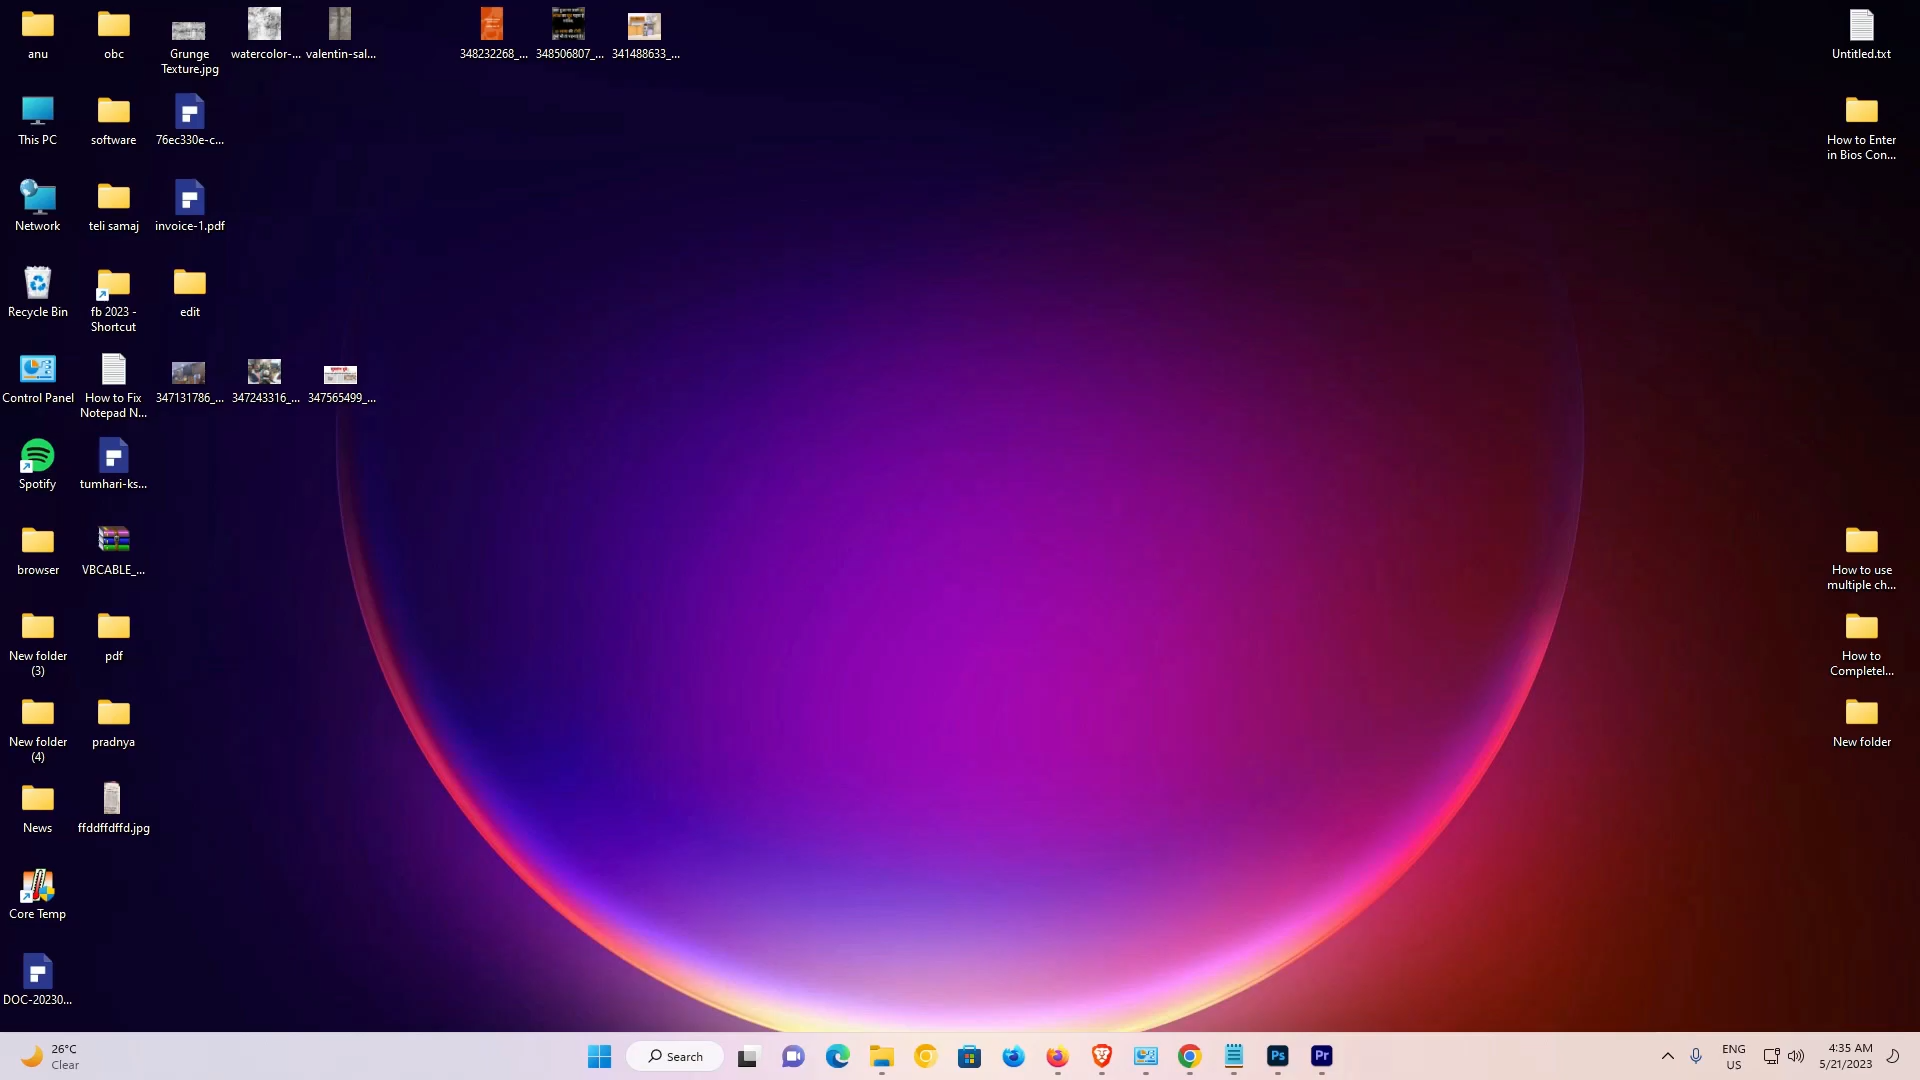 anu
obc
Grunge
Texture.jpg
watercolor-...
valentin-sal...
348232268_...
348506807_...
341488633_...
Untitled.txt
This PC
software
76ec330e-c...
How to Enter
in Bios Con...
Network
teli samaj
invoice-1.pdf
Recycle Bin
fb 2023 -
Shortcut
edit
Control Panel
How to Fix
Notepad N...
347131786_...
347243316_...
347565499_...
Spotify
tumhari-ks...
browser
VBCABLE_...
How to use
multiple ch...
New folder
(3)
pdf
How to
Completel...
New folder
(4)
pradnya
New folder
News
ffddffdffd.jpg
Core Temp
DOC-20230...
26°C
Clear
Search
Ps
Pr
ENG
US
4:35 AM
5/21/2023